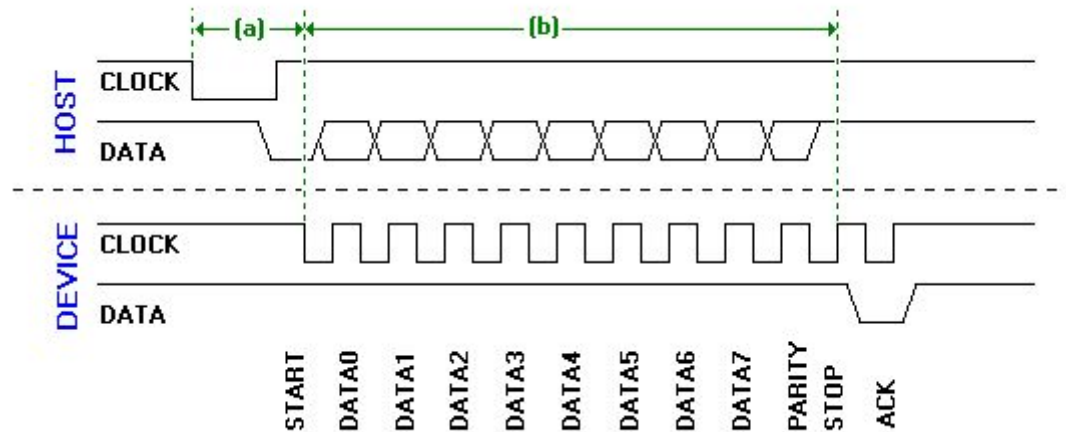 (a)
(b)
HOST
CLOCK
DATA
DEVICE
CLOCK
DATA
START
DATA0
DATA1
DATA2
DATA3
DATA4
DATA5
DATA6
DATA7
PARITY
STOP
ACK